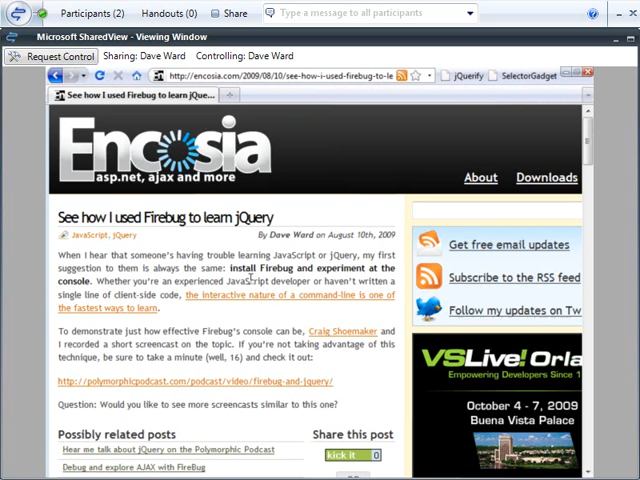 Participants (2) Handouts (0) Share Type a message to all participants
Microsoft SharedView - Viewing Window
Request Control Sharing: Dave Ward Controlling: Dave Ward
http://encosia.com/2009/08/10/see-how-i-used-firebug-to-le jQuerify SelectorGadget
See how I used Firebug to learn jQue...
Encosia
asp.net, ajax and more
About Downloads
See how I used Firebug to learn jQuery
JavaScript, jQuery By Dave Ward on August 10th, 2009
When I hear that someone's having trouble learning JavaScript or jQuery, my first
suggestion to them is always the same: install Firebug and experiment at the
console. Whether you're an experienced JavaScript developer or haven't written a
single line of client-side code, the interactive nature of a command-line is one of
the fastest ways to learn.
To demonstrate just how effective Firebug's console can be, Craig Shoemaker and
I recorded a short screencast on the topic. If you're not taking advantage of this
technique, be sure to take a minute (well, 16) and check it out:
http://polymorphicpodcast.com/podcast/video/firebug-and-jquery/
Question: Would you like to see more screencasts similar to this one?
Possibly related posts
Hear me talk about jQuery on the Polymorphic Podcast
Debug and explore AJAX with FireBug
Share this post
kick it 0
Get free email updates
Subscribe to the RSS feed
Follow my updates on Tw
VSLive! Orla
Empowering Developers Since 1
October 4 - 7, 2009
Buena Vista Palace